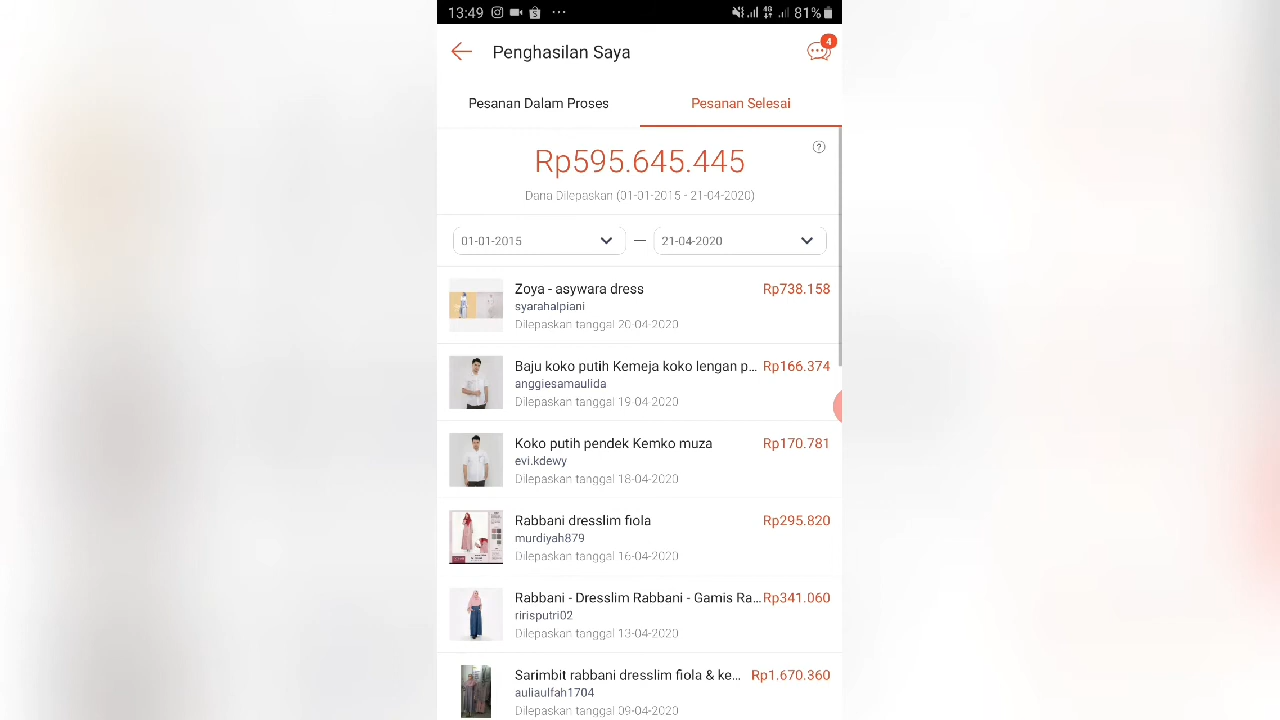 13:49 81%
Penghasilan Saya 4
Pesanan Dalam Proses Pesanan Selesai
Rp595.645.445 ?
Dana Dilepaskan (01-01-2015 - 21-04-2020)
01-01-2015 — 21-04-2020
Zoya - asywara dress Rp738.158
syarahalpiani
Dilepaskan tanggal 20-04-2020
Baju koko putih Kemeja koko lengan p... Rp166.374
anggiesamaulida
Dilepaskan tanggal 19-04-2020
Koko putih pendek Kemko muza Rp170.781
evi.kdewy
Dilepaskan tanggal 18-04-2020
Rabbani dresslim fiola Rp295.820
murdiyah879
Dilepaskan tanggal 16-04-2020
Rabbani - Dresslim Rabbani - Gamis Ra... Rp341.060
ririsputri02
Dilepaskan tanggal 13-04-2020
Sarimbit rabbani dresslim fiola & ke... Rp1.670.360
auliaulfah1704
Dilepaskan tanggal 09-04-2020